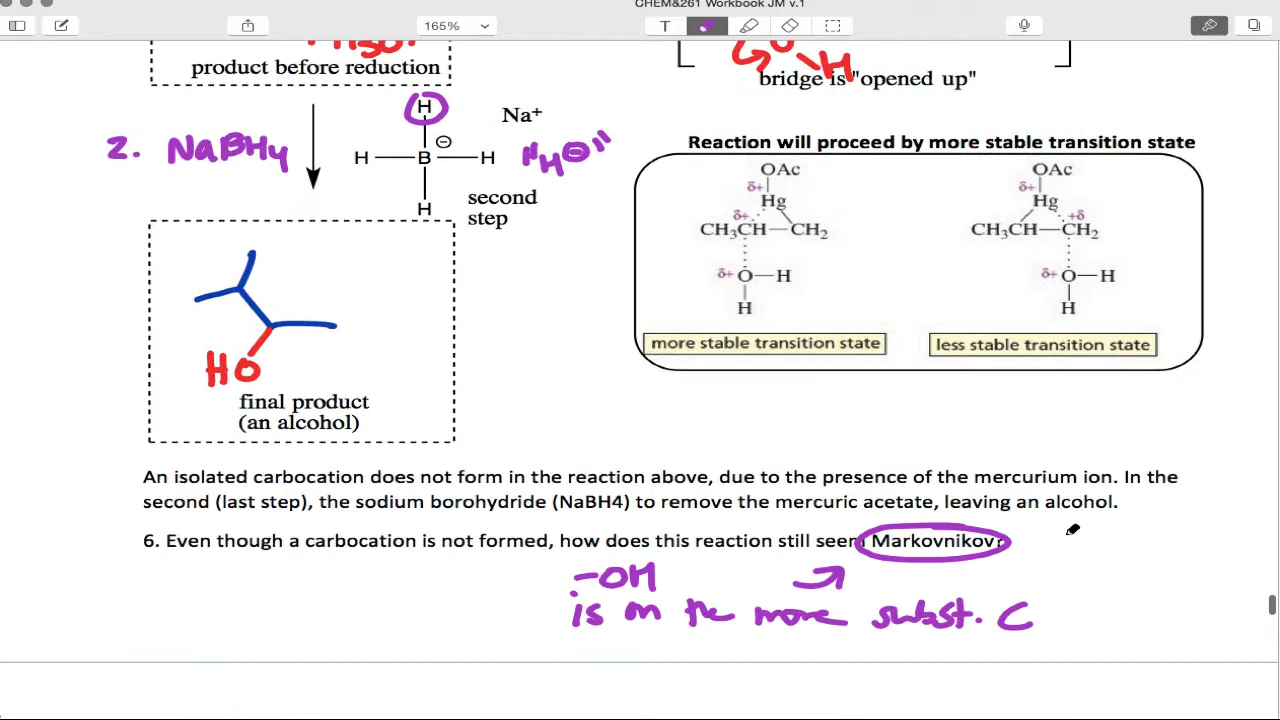 CHEM&261 Workbook JM v.1
165%
T
product before reduction
H
bridge is "opened up"
H
Na⁺
2. NaBH4
H B H
⊖
"H⊖"
H
second
step
Reaction will proceed by more stable transition state
OAc
δ+
Hg
δ+
CH₃CH—CH₂
δ+ O—H
H
more stable transition state
OAc
δ+
Hg
+δ
CH₃CH—CH₂
δ+ O—H
H
less stable transition state
HO
final product
(an alcohol)
An isolated carbocation does not form in the reaction above, due to the presence of the mercurium ion. In the
second (last step), the sodium borohydride (NaBH4) to remove the mercuric acetate, leaving an alcohol.
6. Even though a carbocation is not formed, how does this reaction still seem Markovnikov?
-OH
is on the more subst. C